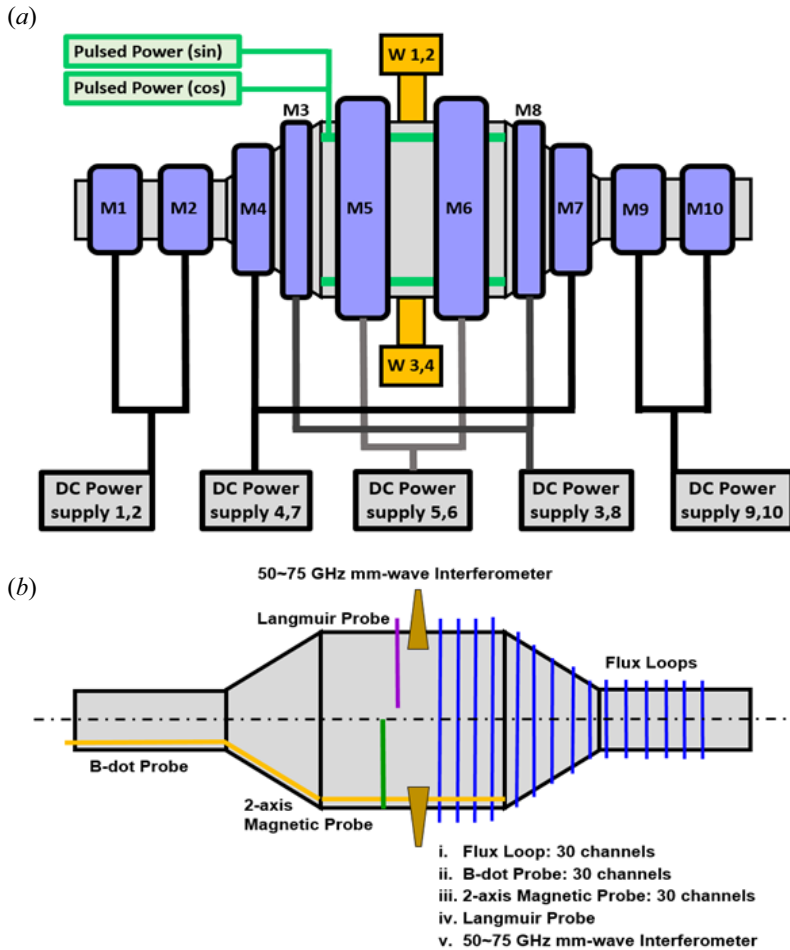 (a)
Pulsed Power (sin)
Pulsed Power (cos)
W 1,2
M3
M8
M1
M2
M4
M5
M6
M7
M9
M10
W 3,4
DC Power
supply 1,2
DC Power
supply 4,7
DC Power
supply 5,6
DC Power
supply 3,8
DC Power
supply 9,10
(b)
50~75 GHz mm-wave Interferometer
Langmuir Probe
Flux Loops
B-dot Probe
2-axis
Magnetic Probe
i. Flux Loop: 30 channels
ii. B-dot Probe: 30 channels
iii. 2-axis Magnetic Probe: 30 channels
iv. Langmuir Probe
v. 50~75 GHz mm-wave Interferometer